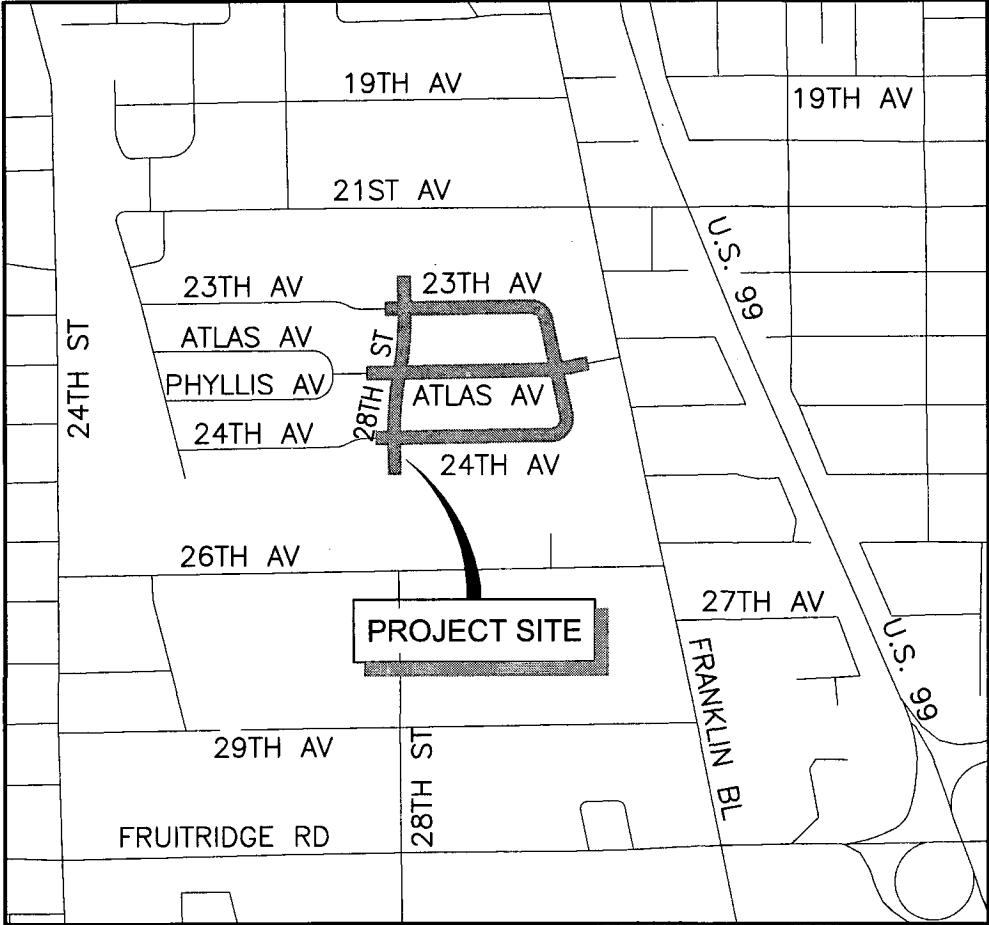 19TH AV
19TH AV
21ST AV
U.S. 99
23TH AV
23TH AV
ATLAS AV
28TH ST
PHYLLIS AV
ATLAS AV
24TH ST
24TH AV
24TH AV
26TH AV
27TH AV
PROJECT SITE
U.S. 99
FRANKLIN BL
29TH AV
28TH ST
FRUITRIDGE RD